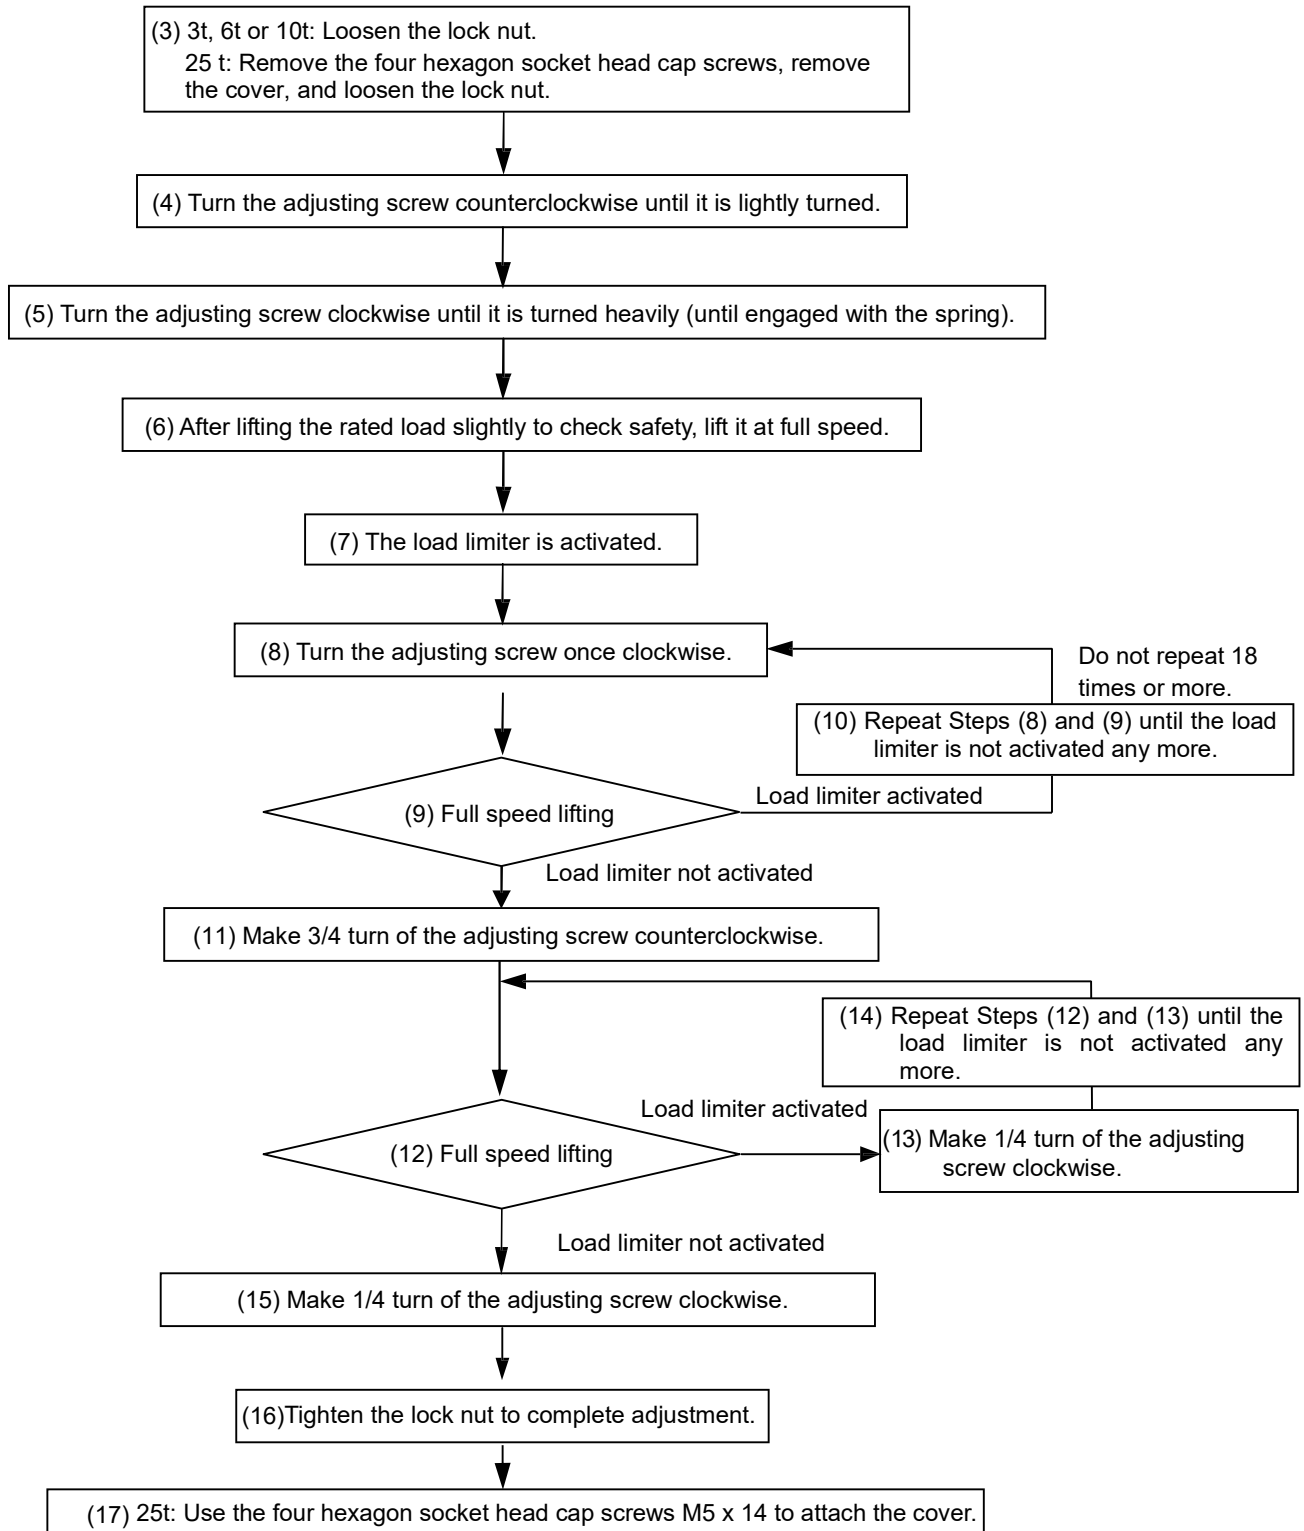 (3) 3t, 6t or 10t: Loosen the lock nut.
25 t: Remove the four hexagon socket head cap screws, remove
the cover, and loosen the lock nut.
(4) Turn the adjusting screw counterclockwise until it is lightly turned.
(5) Turn the adjusting screw clockwise until it is turned heavily (until engaged with the spring).
(6) After lifting the rated load slightly to check safety, lift it at full speed.
(7) The load limiter is activated.
(8) Turn the adjusting screw once clockwise.
Do not repeat 18
times or more.
(10) Repeat Steps (8) and (9) until the load
limiter is not activated any more.
Load limiter activated
(9) Full speed lifting
Load limiter not activated
(11) Make 3/4 turn of the adjusting screw counterclockwise.
(14) Repeat Steps (12) and (13) until the
load limiter is not activated any
more.
Load limiter activated
(13) Make 1/4 turn of the adjusting
screw clockwise.
(12) Full speed lifting
Load limiter not activated
(15) Make 1/4 turn of the adjusting screw clockwise.
(16)Tighten the lock nut to complete adjustment.
(17) 25t: Use the four hexagon socket head cap screws M5 x 14 to attach the cover.